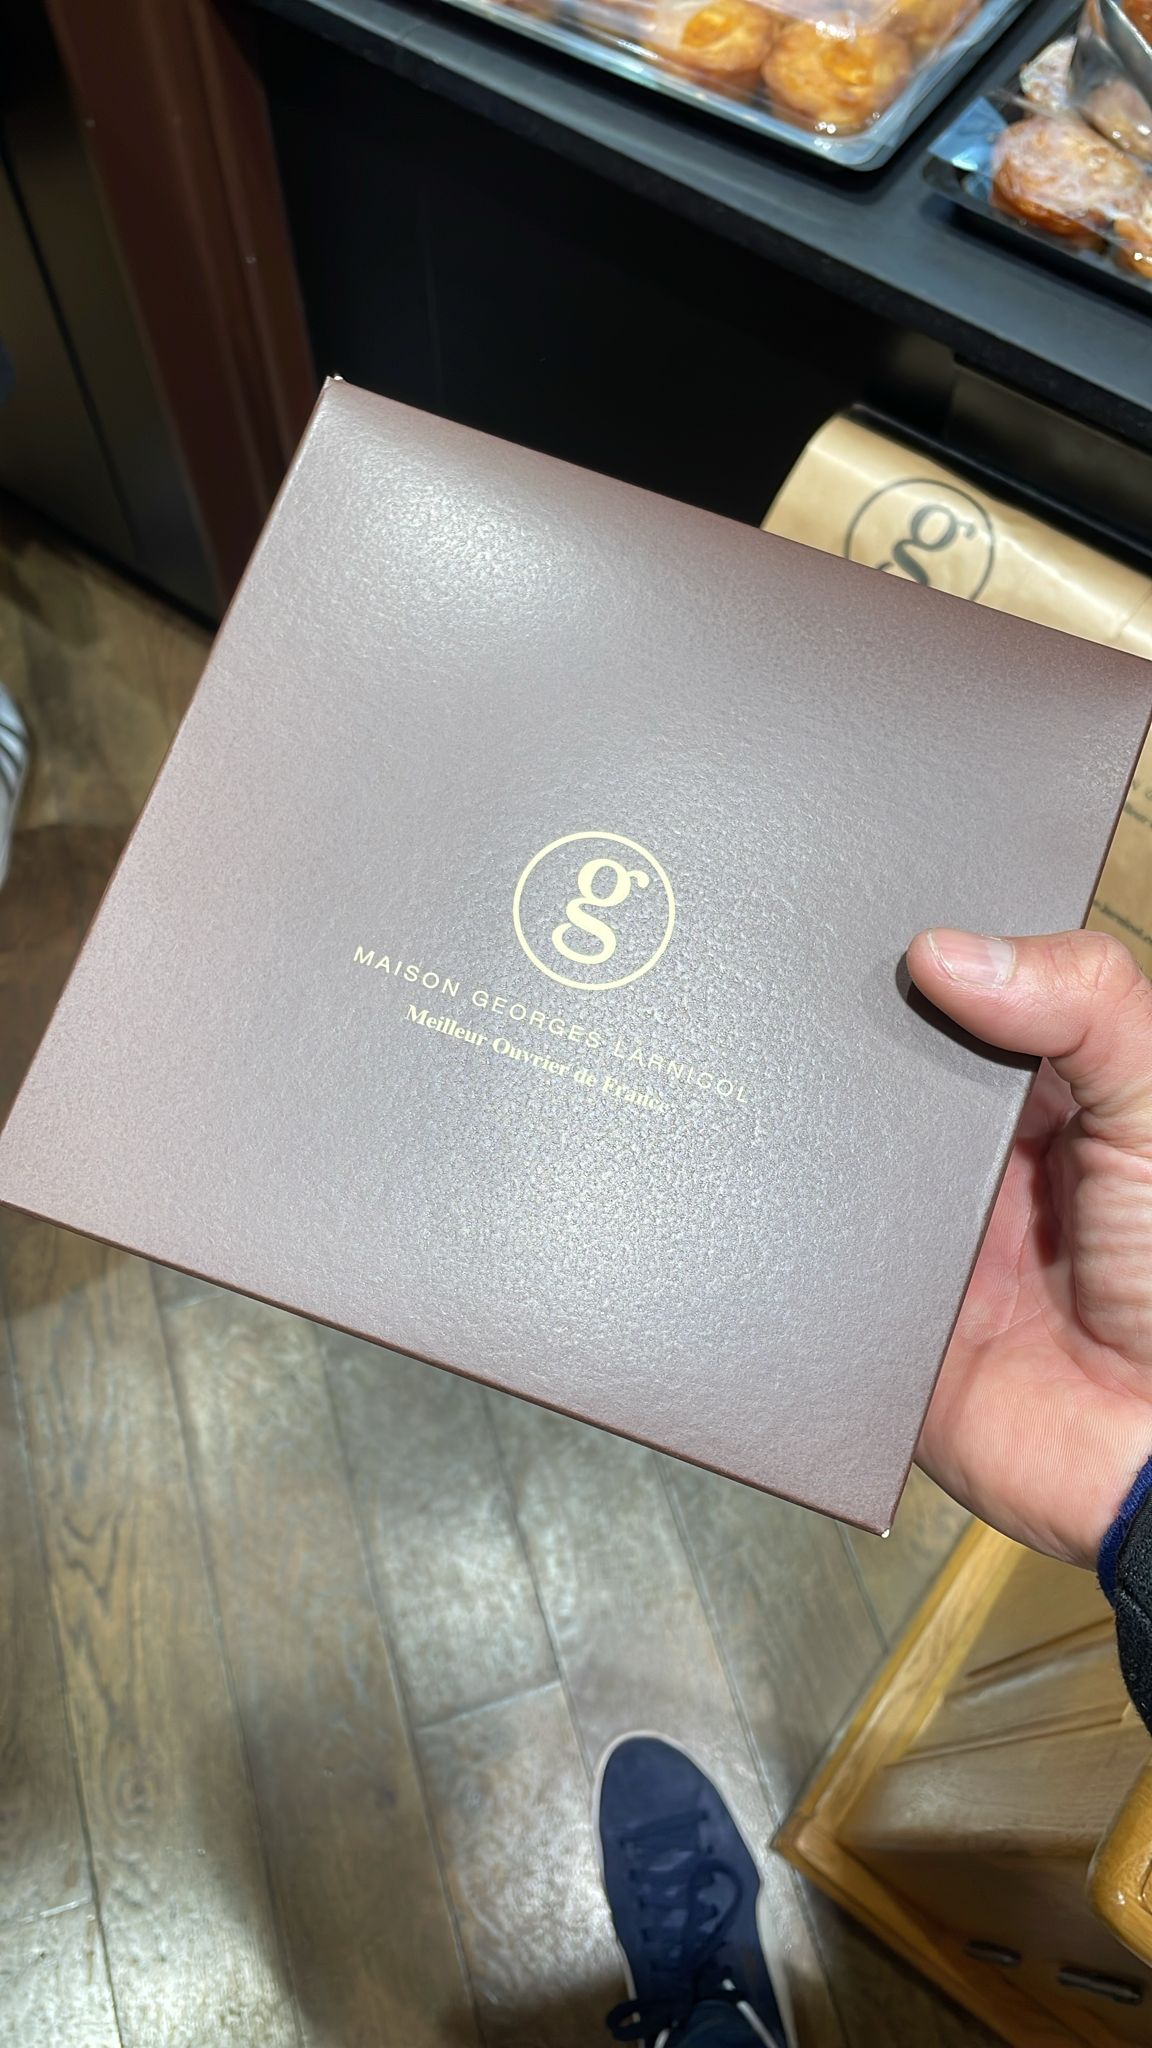 g
g
MAISON GEORGES LARNICOL
Meilleur Ouvrier de France